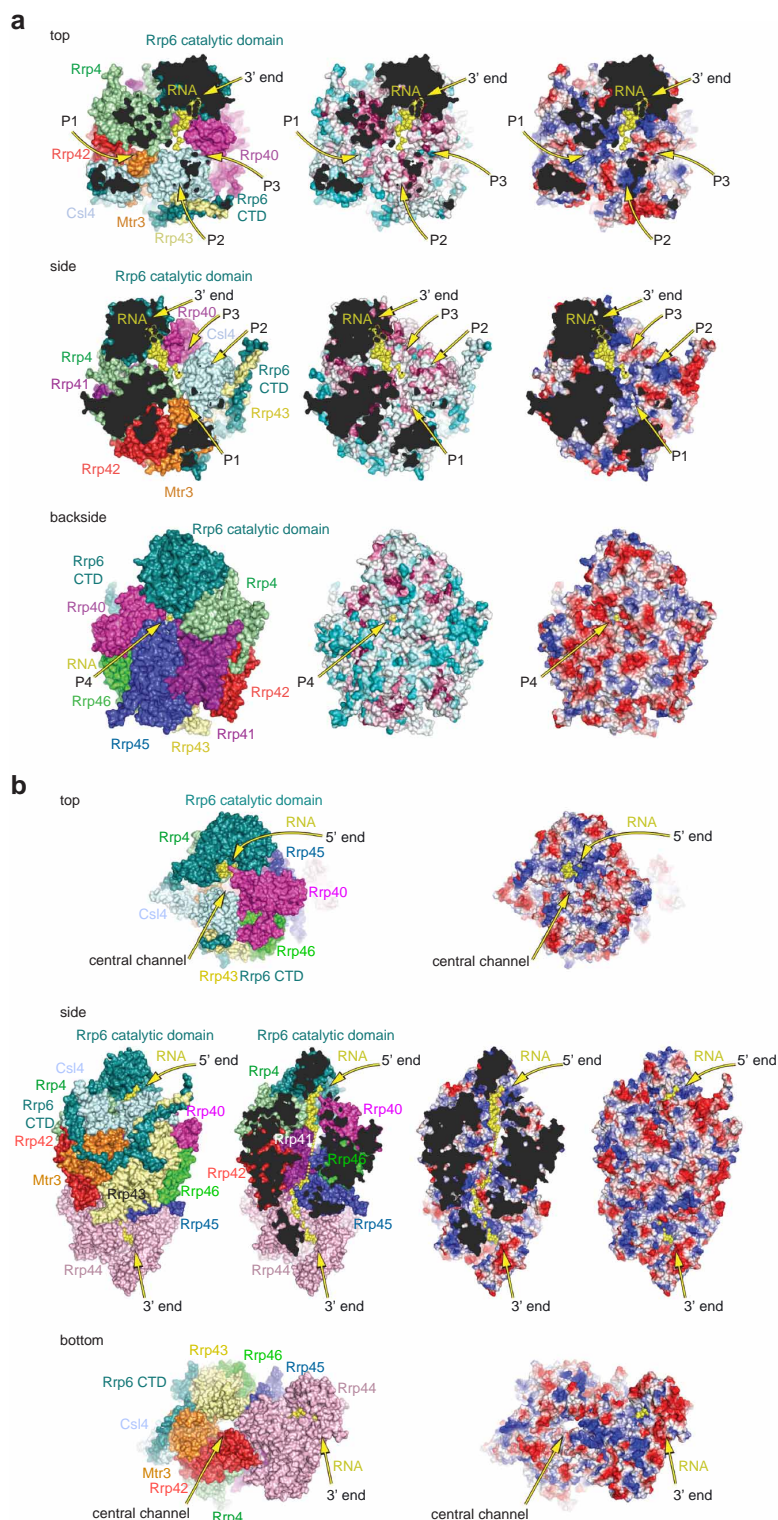 a
top
Rrp6 catalytic domain
Rrp4
RNA
3’ end
P1
Rrp42
Rrp40
P3
Csl4
Rrp6
CTD
Mtr3
Rrp43
P2
RNA
3’ end
P1
P3
P2
RNA
3’ end
P1
P3
P2
side
Rrp6 catalytic domain
3’ end
RNA
Rrp40
P3
Csl4
P2
Rrp4
Rrp41
Rrp6
CTD
Rrp43
P1
Rrp42
Mtr3
3’ end
RNA
P3
P2
P1
3’ end
RNA
P3
P2
P1
backside
Rrp6 catalytic domain
Rrp6
CTD
Rrp4
Rrp40
RNA
P4
Rrp46
Rrp42
Rrp45
Rrp43
Rrp41
P4
P4
b
top
Rrp6 catalytic domain
RNA
Rrp4
5’ end
Rrp45
Rrp40
Csl4
Rrp46
central channel
Rrp43
Rrp6 CTD
RNA
5’ end
central channel
side
Rrp6 catalytic domain
RNA
Csl4
5’ end
Rrp4
Rrp6
CTD
Rrp40
Rrp42
Mtr3
Rrp43
Rrp46
Rrp45
Rrp44
3’ end
Rrp6 catalytic domain
RNA
Rrp4
5’ end
Rrp40
Rrp41
Rrp46
Rrp42
Rrp45
Rrp44
3’ end
RNA
5’ end
3’ end
RNA
5’ end
3’ end
bottom
Rrp43
Rrp46
Rrp45
Rrp6 CTD
Rrp44
Csl4
Mtr3
Rrp42
RNA
3’ end
central channel
Rrp4
RNA
3’ end
central channel